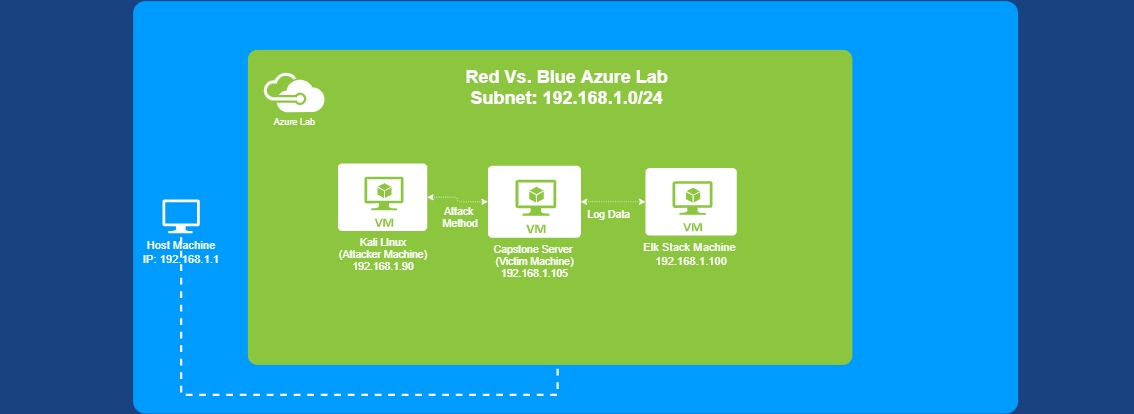 Red Vs. Blue Azure Lab
Subnet: 192.168.1.0/24
Azure Lab
VM
Kali LInux
(Attacker Machine)
192.168.1.90
Attack
Method
VM
Capstone Server
(Victim Machine)
192.168.1.105
Log Data
VM
Elk Stack Machine
192.168.1.100
Host Machine
IP: 192.168.1.1